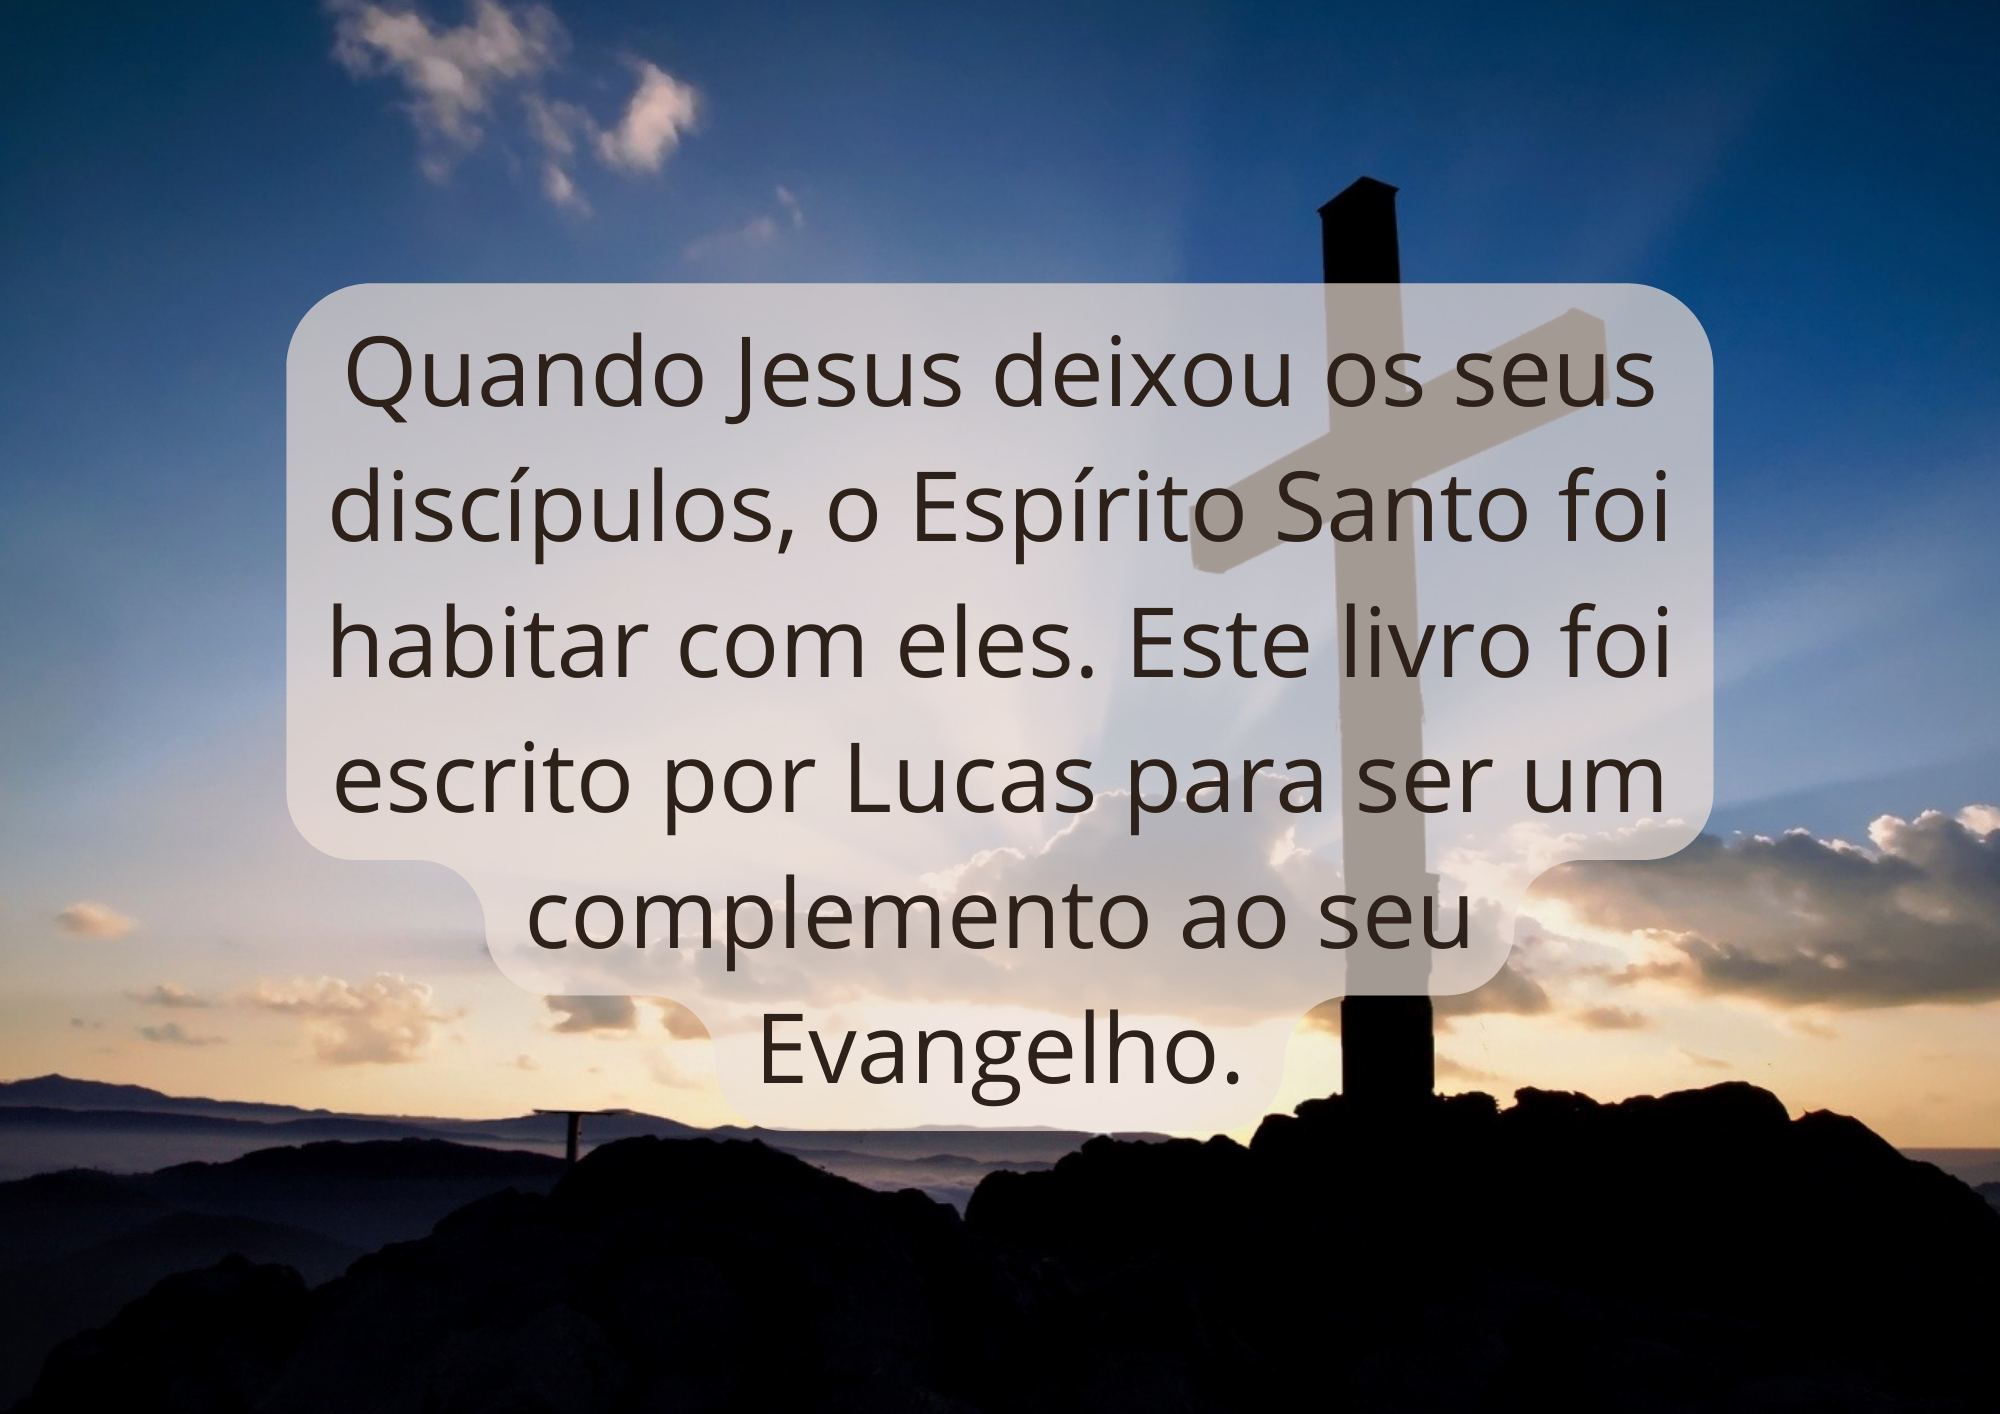 Quando Jesus deixou os seus
discípulos, o Espírito Santo foi
habitar com eles. Este livro foi
escrito por Lucas para ser um
complemento ao seu
Evangelho.